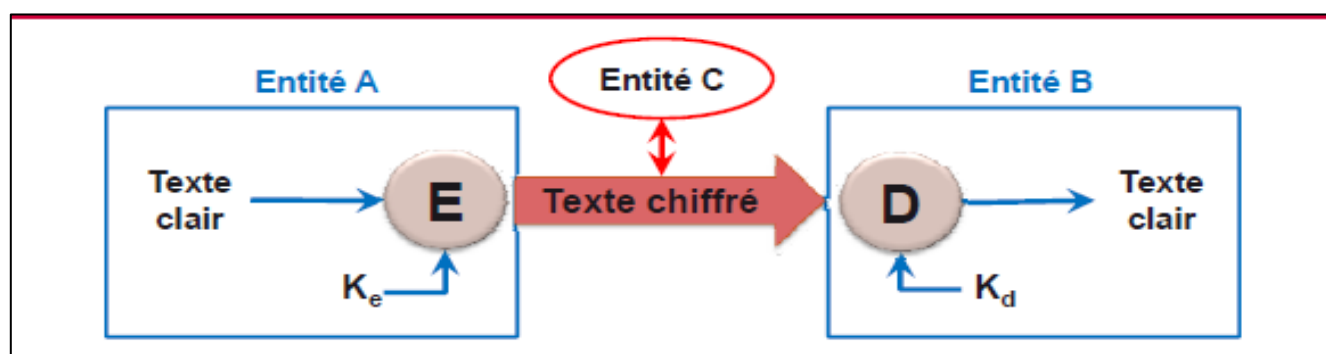 Entité A
Entité C
Entité B
Texte
clair
E
Texte chiffré
D
Texte
clair
Ke
Kd